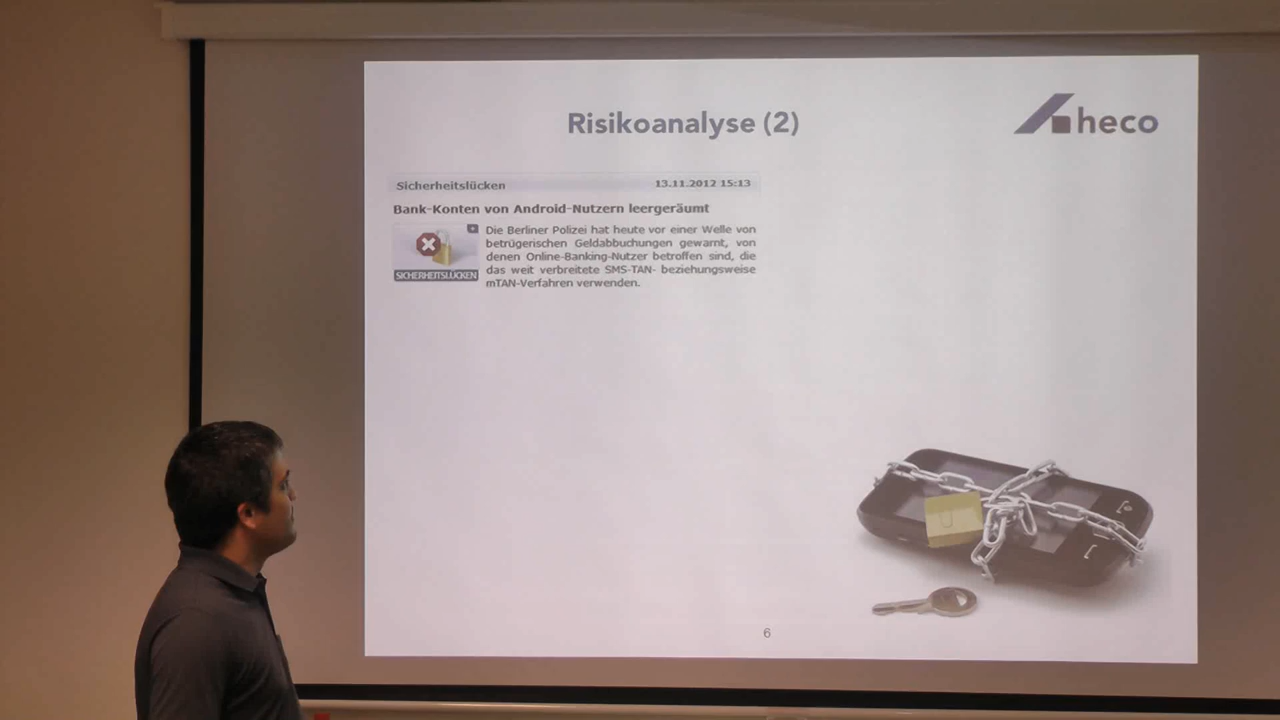 Risikoanalyse (2)
heco
Sicherheitslücken 13.11.2012 15:13
Bank-Konten von Android-Nutzern leergeräumt
SICHERHEITSLÜCKEN
Die Berliner Polizei hat heute vor einer Welle von
betrügerischen Geldabbuchungen gewarnt, von
denen Online-Banking-Nutzer betroffen sind, die
das weit verbreitete SMS-TAN- beziehungsweise
mTAN-Verfahren verwenden.
6